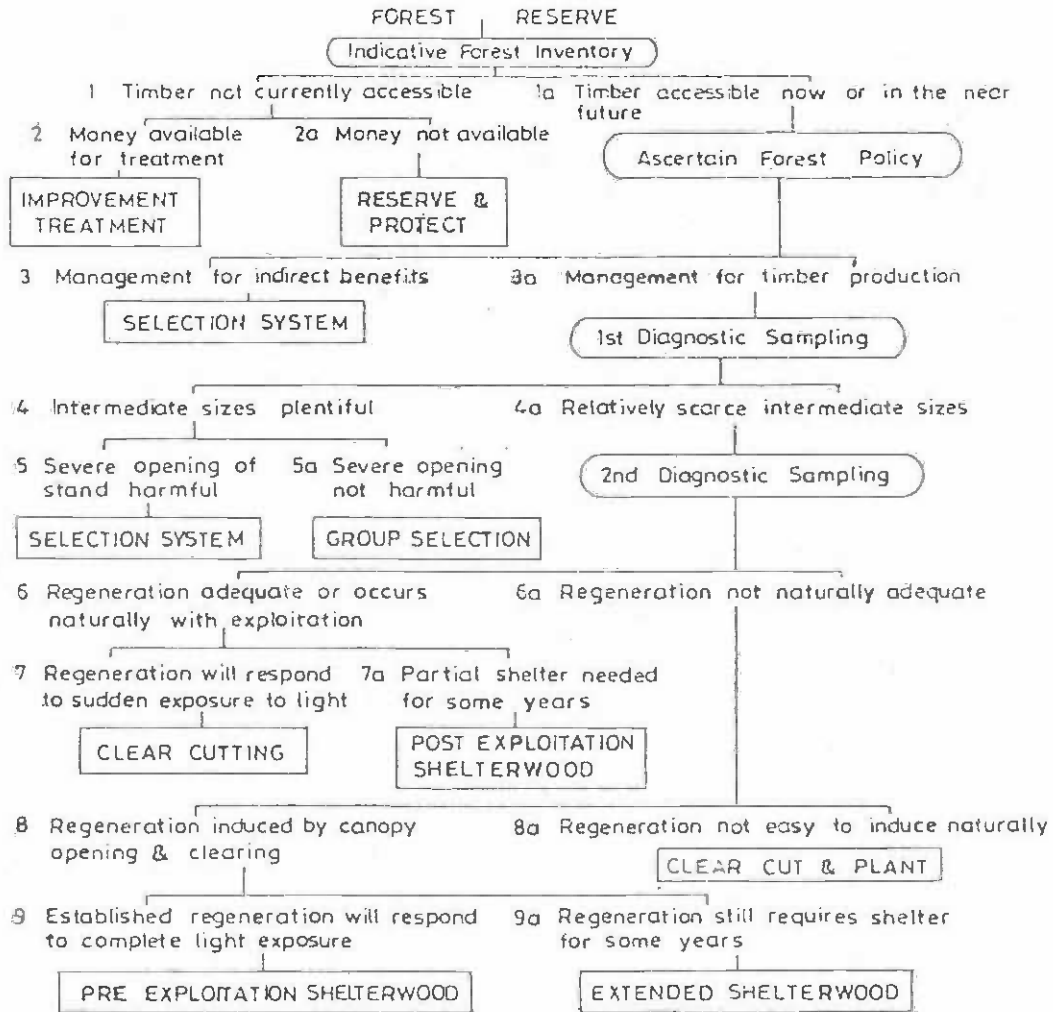 FOREST RESERVE
Indicative Forest Inventory
1 Timber not currently accessible
1a Timber accessible now or in the near
future
2 Money available
for treatment
2a Money not available
Ascertain Forest Policy
IMPROVEMENT
TREATMENT
RESERVE &
PROTECT
3 Management for indirect benefits
3a Management for timber production
SELECTION SYSTEM
1st Diagnostic Sampling
4 Intermediate sizes plentiful
4a Relatively scarce intermediate sizes
5 Severe opening of
stand harmful
5a Severe opening
not harmful
2nd Diagnostic Sampling
SELECTION SYSTEM
GROUP SELECTION
6 Regeneration adequate or occurs
naturally with exploitation
6a Regeneration not naturally adequate
7 Regeneration will respond
to sudden exposure to light
7a Partial shelter needed
for some years
CLEAR CUTTING
POST EXPLOITATION
SHELTERWOOD
8 Regeneration induced by canopy
opening & clearing
8a Regeneration not easy to induce naturally
CLEAR CUT & PLANT
9 Established regeneration will respond
to complete light exposure
9a Regeneration still requires shelter
for some years
PRE EXPLOITATION SHELTERWOOD
EXTENDED SHELTERWOOD